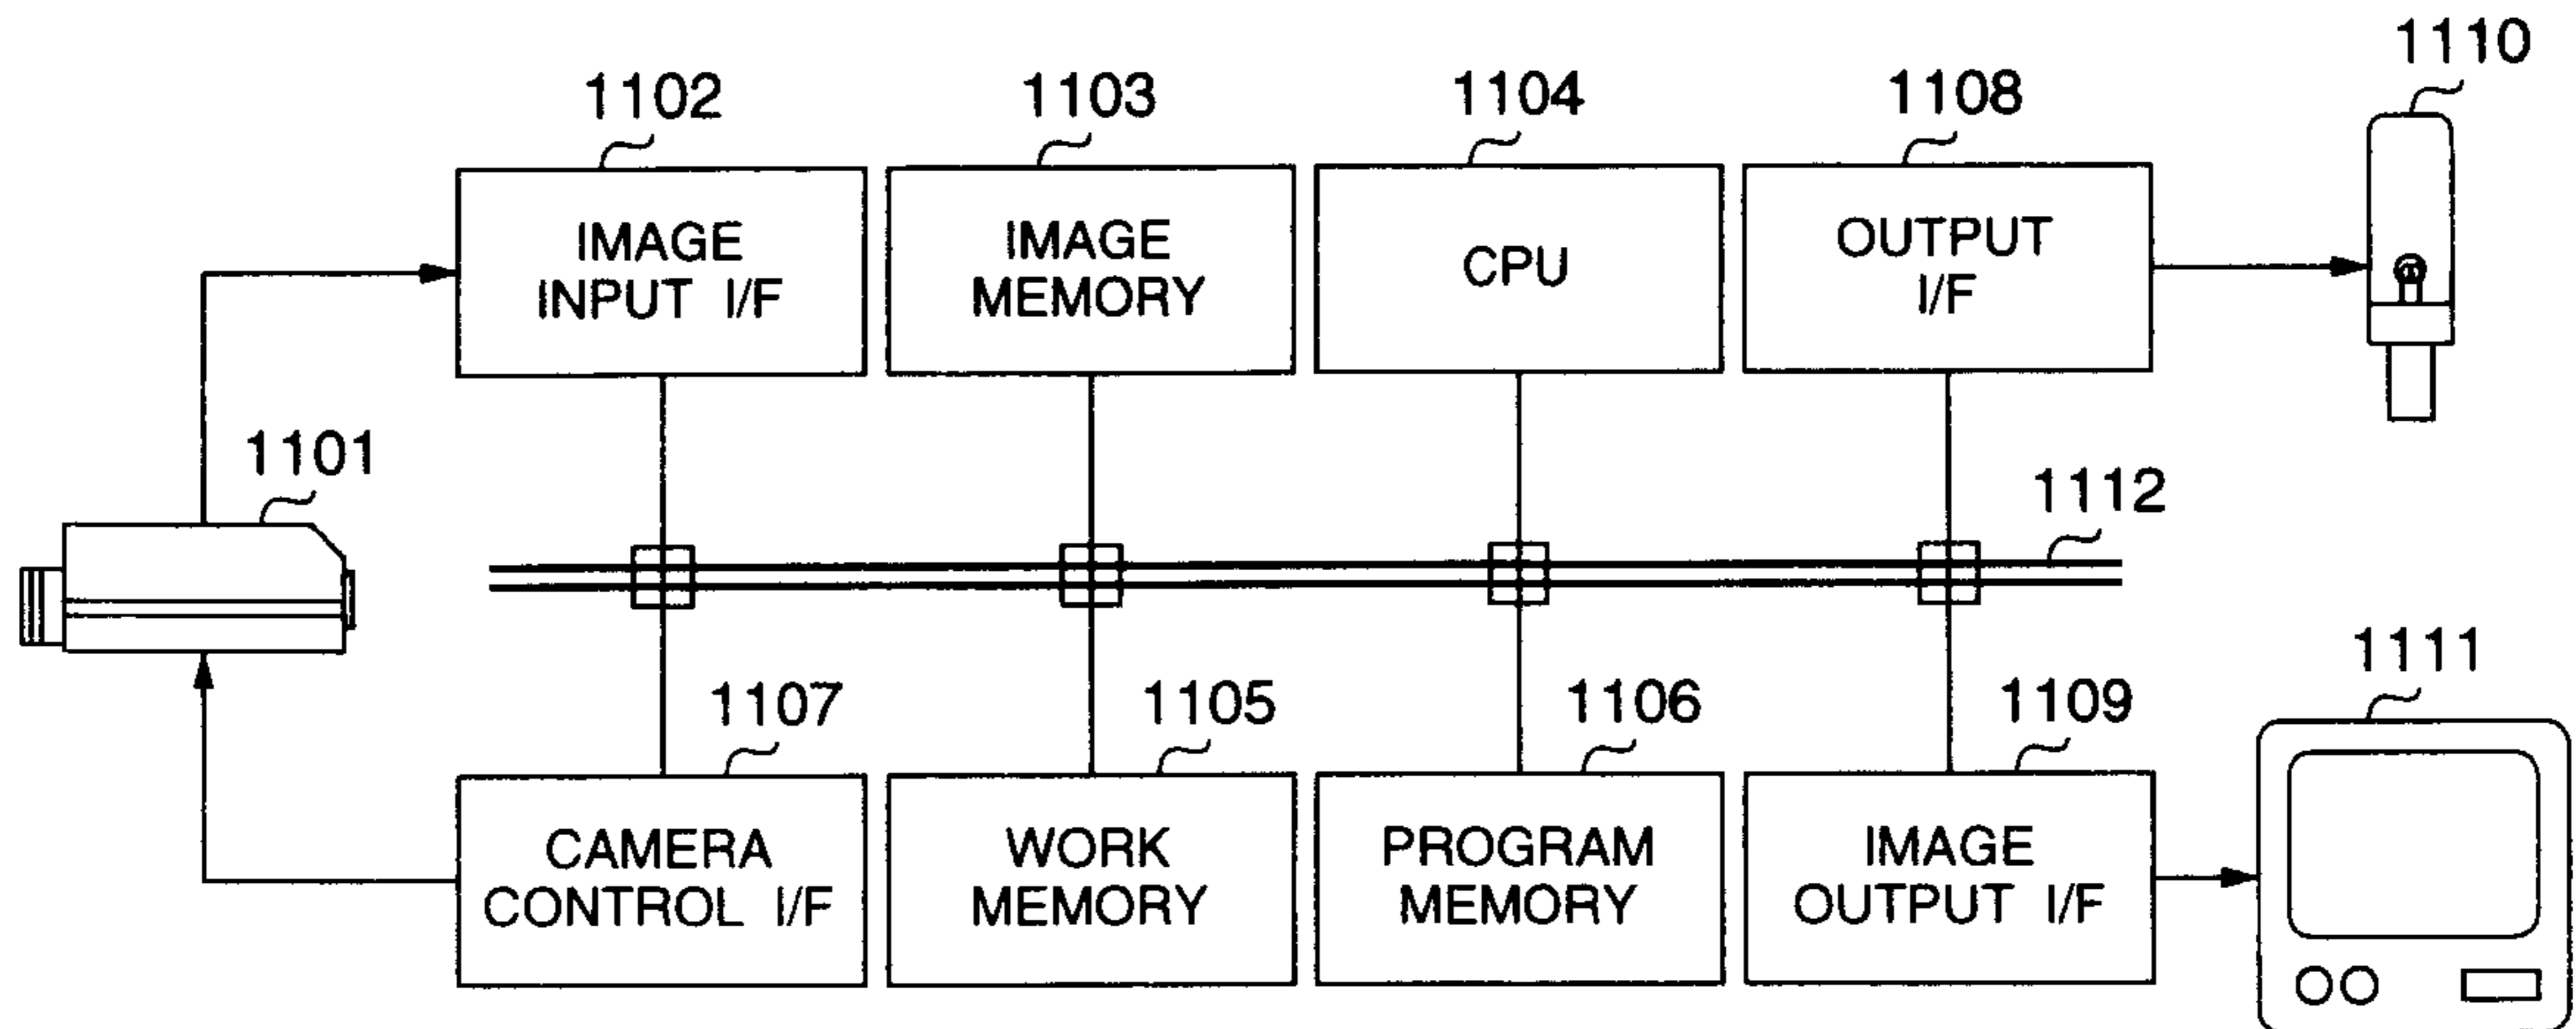 1110
1102
1103
1104
1108
IMAGE
INPUT I/F
IMAGE
MEMORY
CPU
OUTPUT
I/F
1101
1112
1107
1105
1106
1109
1111
CAMERA
CONTROL I/F
WORK
MEMORY
PROGRAM
MEMORY
IMAGE
OUTPUT I/F